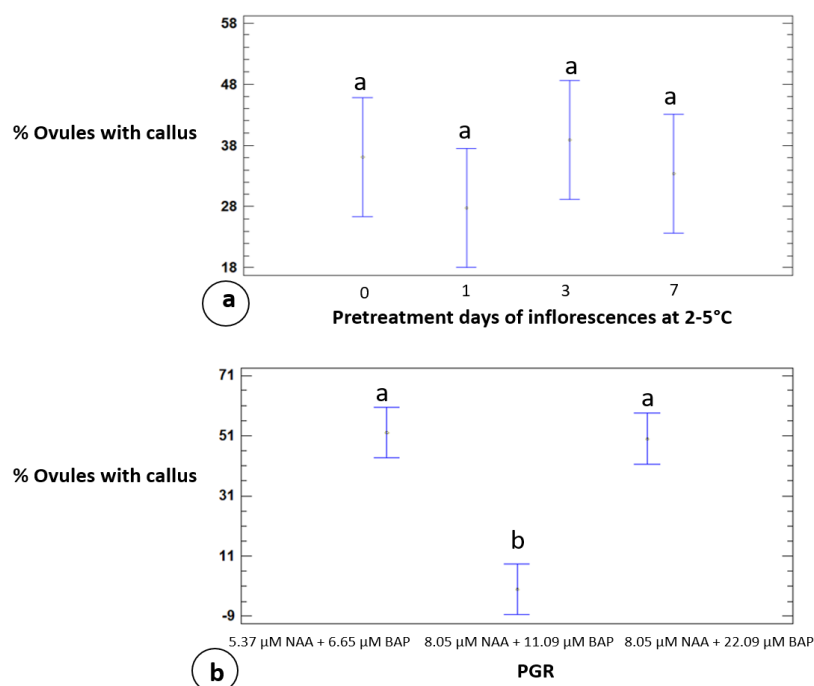 58
48
38
28
18
% Ovules with callus
a
a
a
a
0 1 3 7
a
Pretreatment days of inflorescences at 2-5°C
71
51
31
11
-9
% Ovules with callus
a
b
a
5.37 µM NAA + 6.65 µM BAP 8.05 µM NAA + 11.09 µM BAP 8.05 µM NAA + 22.09 µM BAP
b
PGR